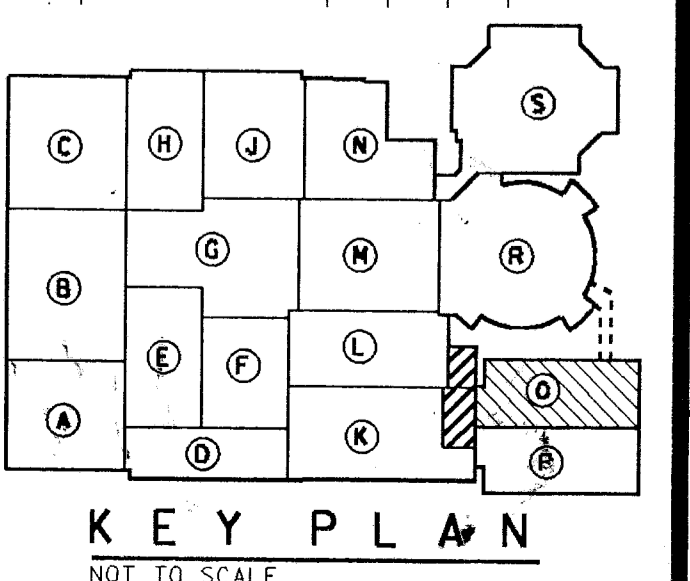 S
C H J N
G M R
B
E F L
O
A K
D P
KEY PLAN
NOT TO SCALE